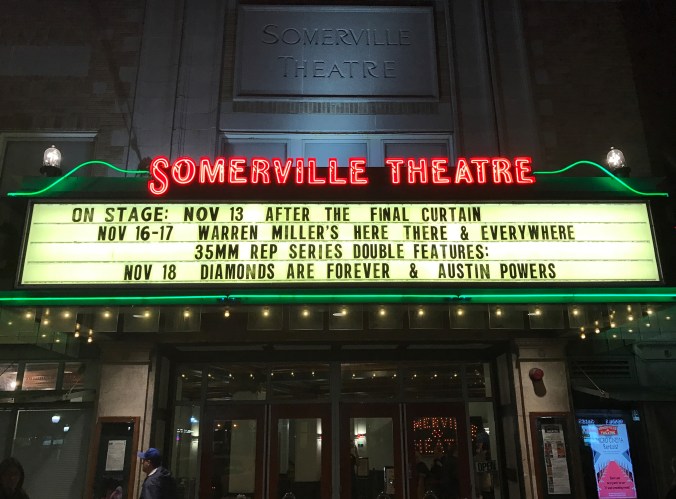 SOMERVILLE
THEATRE
SOMERVILLE THEATRE
ON STAGE: NOV 13 AFTER THE FINAL CURTAIN
NOV 16-17 WARREN MILLER'S HERE THERE & EVERYWHERE
35MM REP SERIES DOUBLE FEATURES:
NOV 18 DIAMONDS ARE FOREVER & AUSTIN POWERS